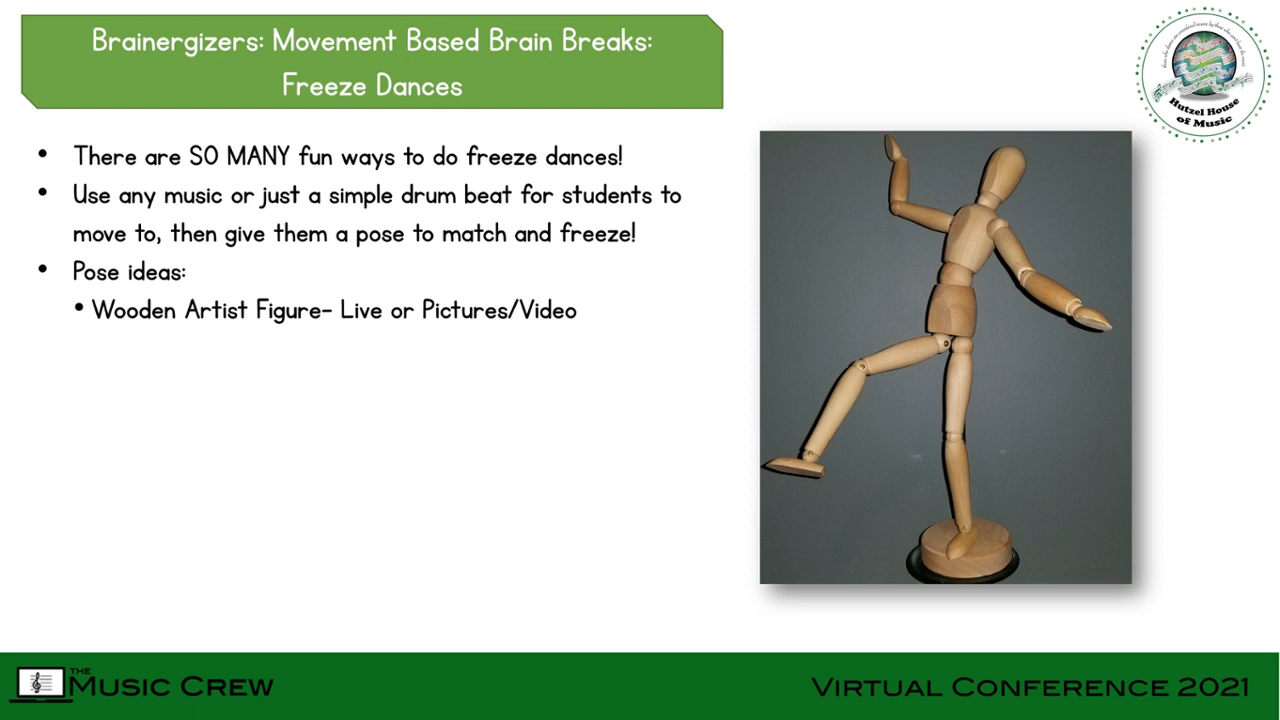 Brainergizers: Movement Based Brain Breaks:
Freeze Dances
Hutzel House
of Music
• There are SO MANY fun ways to do freeze dances!
• Use any music or just a simple drum beat for students to
move to, then give them a pose to match and freeze!
• Pose ideas:
• Wooden Artist Figure- Live or Pictures/Video
THE
MUSIC CREW
VIRTUAL CONFERENCE 2021